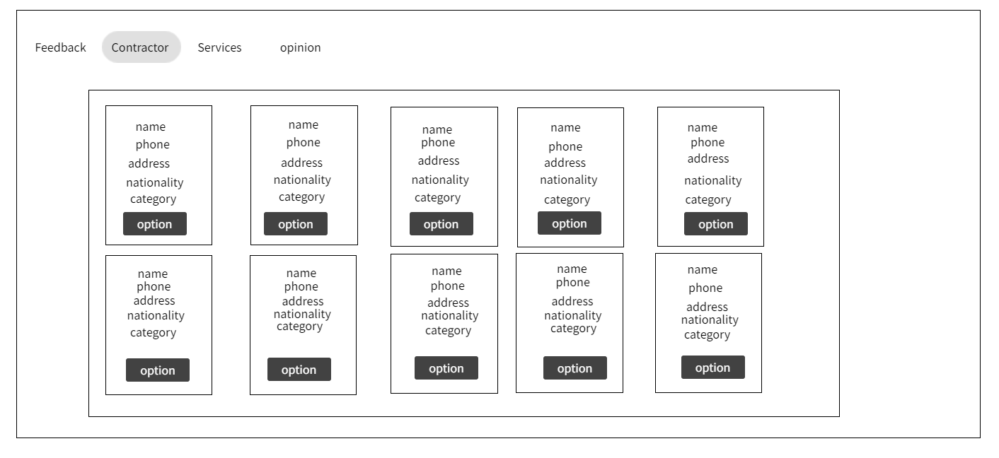 Feedback Contractor Services opinion
name
phone
address
nationality
category
option
name
phone
address
nationality
category
option
name
phone
address
nationality
category
option
name
phone
address
nationality
category
option
name
phone
address
nationality
category
option
name
phone
address
nationality
category
option
name
phone
address
nationality
category
option
name
phone
address
nationality
category
option
name
phone
address
nationality
category
option
name
phone
address
nationality
category
option